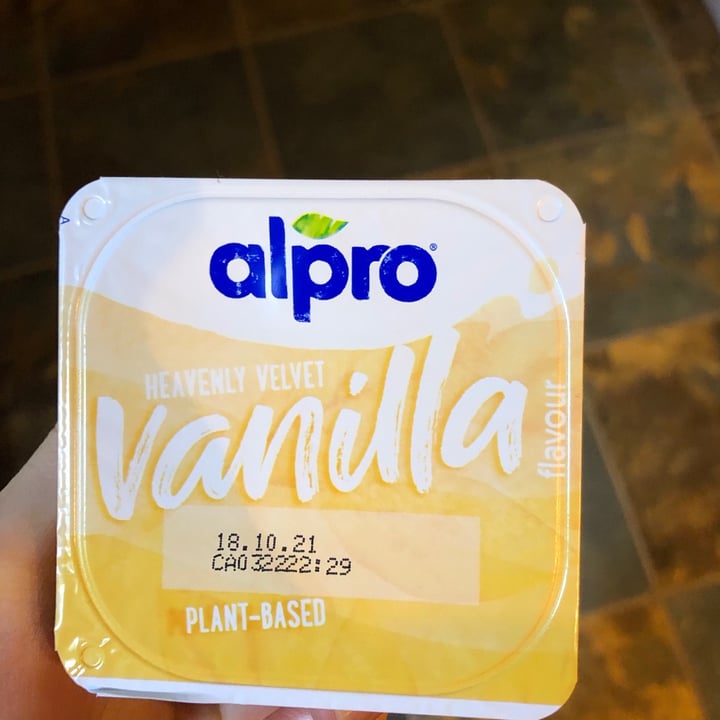 alpro®
HEAVENLY VELVET
vanilla
flavour
18.10.21
CA032222:29
PLANT-BASED